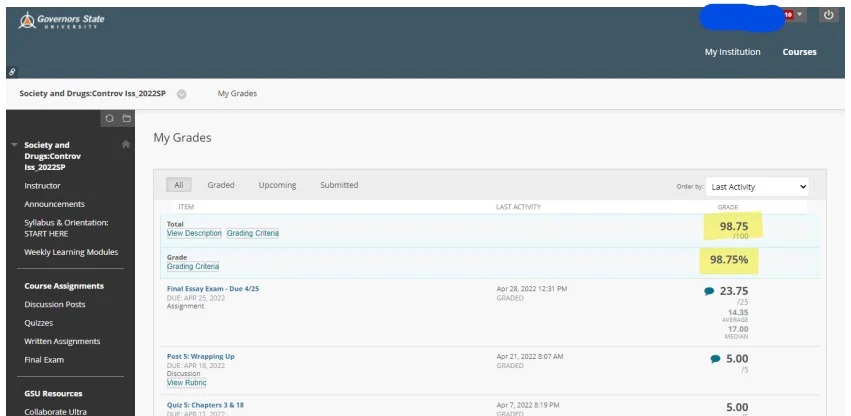 Governors State
UNIVERSITY
19
My Institution Courses
Society and Drugs:Controv Iss_2022SP My Grades
Society and
Drugs:Controv
Iss_2022SP
Instructor
Announcements
Syllabus & Orientation:
START HERE
Weekly Learning Modules
Course Assignments
Discussion Posts
Quizzes
Written Assignments
Final Exam
GSU Resources
Collaborate Ultra
My Grades
All Graded Upcoming Submitted
Order by: Last Activity
ITEM LAST ACTIVITY GRADE
Total
View Description Grading Criteria
98.75
/100
Grade
Grading Criteria
98.75%
Final Essay Exam - Due 4/25
DUE: APR 25, 2022
Assignment
Apr 28, 2022 12:31 PM
GRADED
23.75
/25
14.35
AVERAGE
17.00
MEDIAN
Post 5: Wrapping Up
DUE: APR 18, 2022
Discussion
View Rubric
Apr 21, 2022 8:07 AM
GRADED
5.00
/5
Quiz 5: Chapters 3 & 18
DUE: APR 11, 2022
Apr 7, 2022 8:19 PM
GRADED
5.00